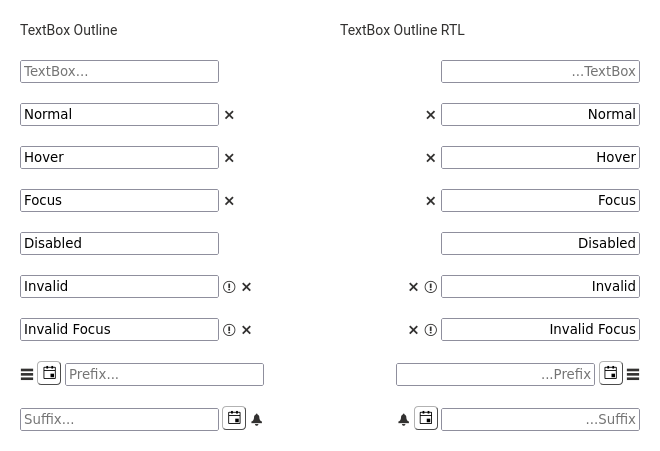 TextBox Outline
TextBox Outline RTL
TextBox...
...TextBox
Normal
Normal
Hover
Hover
Focus
Focus
Disabled
Disabled
Invalid
Invalid
Invalid Focus
Invalid Focus
Prefix...
...Prefix
Suffix...
...Suffix